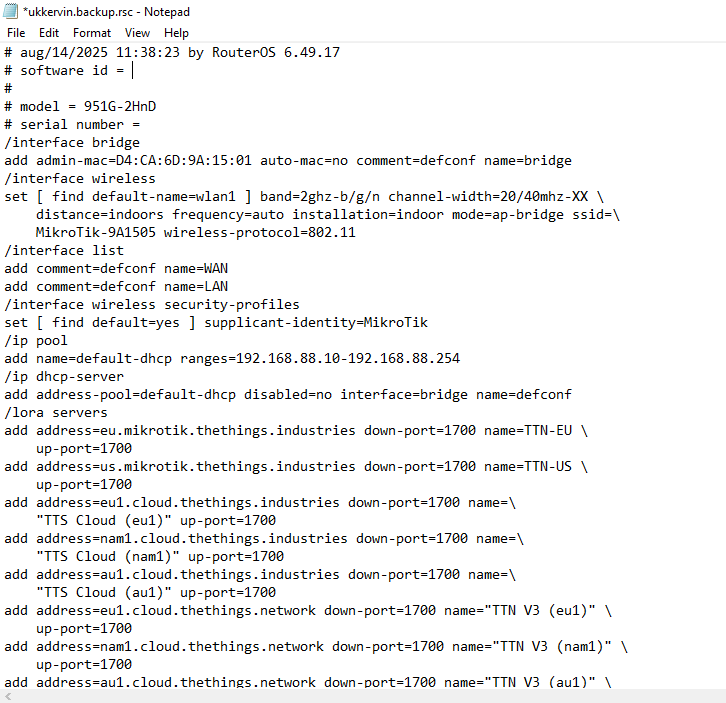 *ukkervin.backup.rsc - Notepad
File Edit Format View Help
# aug/14/2025 11:38:23 by RouterOS 6.49.17
# software id =
#
# model = 951G-2HnD
# serial number =
/interface bridge
add admin-mac=D4:CA:6D:9A:15:01 auto-mac=no comment=defconf name=bridge
/interface wireless
set [ find default-name=wlan1 ] band=2ghz-b/g/n channel-width=20/40mhz-XX \
    distance=indoors frequency=auto installation=indoor mode=ap-bridge ssid=\
    MikroTik-9A1505 wireless-protocol=802.11
/interface list
add comment=defconf name=WAN
add comment=defconf name=LAN
/interface wireless security-profiles
set [ find default=yes ] supplicant-identity=MikroTik
/ip pool
add name=default-dhcp ranges=192.168.88.10-192.168.88.254
/ip dhcp-server
add address-pool=default-dhcp disabled=no interface=bridge name=defconf
/lora servers
add address=eu.mikrotik.thethings.industries down-port=1700 name=TTN-EU \
    up-port=1700
add address=us.mikrotik.thethings.industries down-port=1700 name=TTN-US \
    up-port=1700
add address=eu1.cloud.thethings.industries down-port=1700 name=\
    "TTS Cloud (eu1)" up-port=1700
add address=nam1.cloud.thethings.industries down-port=1700 name=\
    "TTS Cloud (nam1)" up-port=1700
add address=au1.cloud.thethings.industries down-port=1700 name=\
    "TTS Cloud (au1)" up-port=1700
add address=eu1.cloud.thethings.network down-port=1700 name="TTN V3 (eu1)" \
    up-port=1700
add address=nam1.cloud.thethings.network down-port=1700 name="TTN V3 (nam1)" \
    up-port=1700
add address=au1.cloud.thethings.network down-port=1700 name="TTN V3 (au1)" \